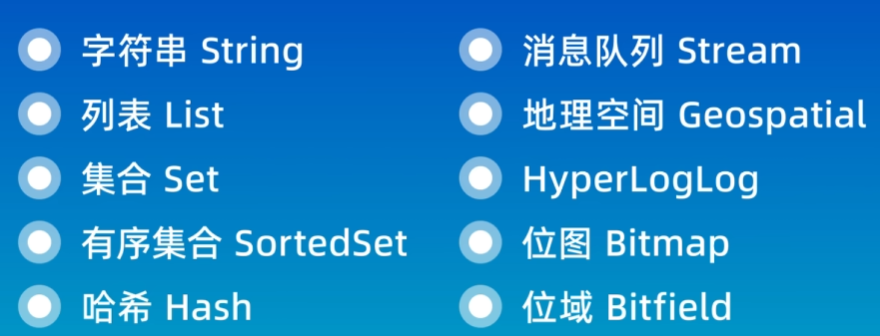 字符串 String
列表 List
集合 Set
有序集合 SortedSet
哈希 Hash
消息队列 Stream
地理空间 Geospatial
HyperLogLog
位图 Bitmap
位域 Bitfield